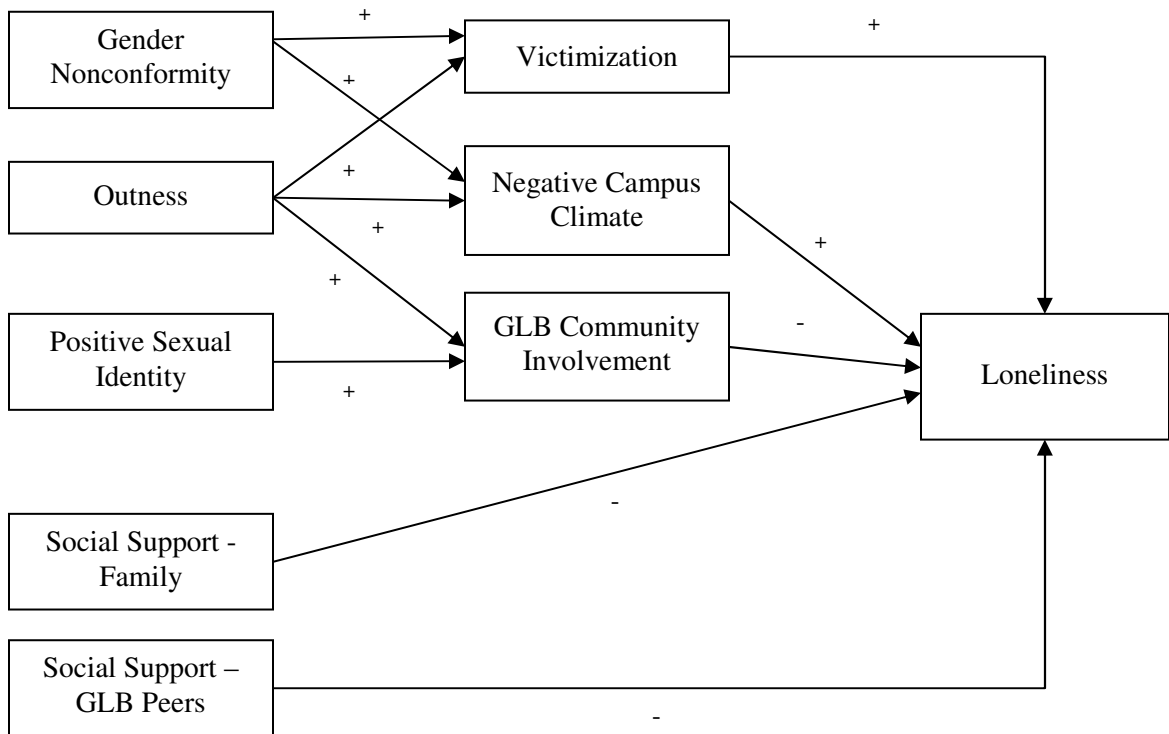 +
+
Gender
Nonconformity
Victimization
+
+
Outness
Negative Campus
Climate
+
+
+
+
Positive Sexual
Identity
GLB Community
Involvement
-
Loneliness
+
Social Support -
Family
-
Social Support –
GLB Peers
-